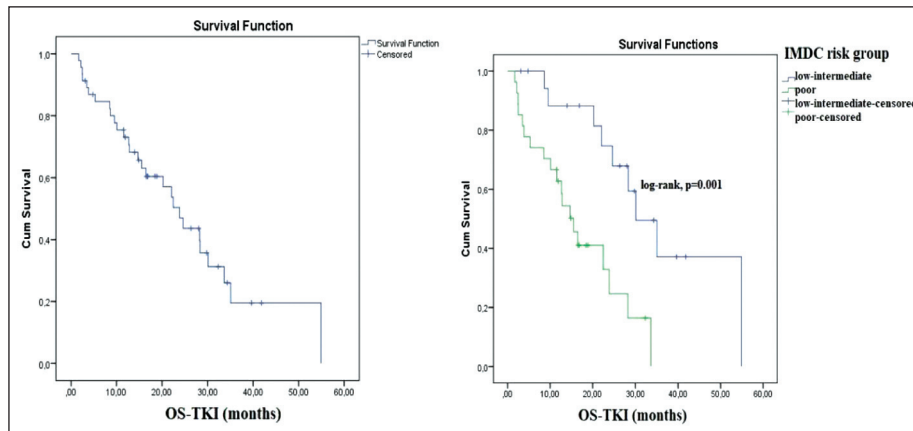 Survival Function
Cum Survival
1,0
0,8
0,6
0,4
0,2
0,0
,00 10,00 20,00 30,00 40,00 50,00 60,00
OS-TKI (months)
Survival Function
Censored
Survival Functions
Cum Survival
1,0
0,8
0,6
0,4
0,2
0,0
,00 10,00 20,00 30,00 40,00 50,00 60,00
OS-TKI (months)
log-rank, p=0.001
IMDC risk group
low-intermediate
poor
low-intermediate-censored
poor-censored